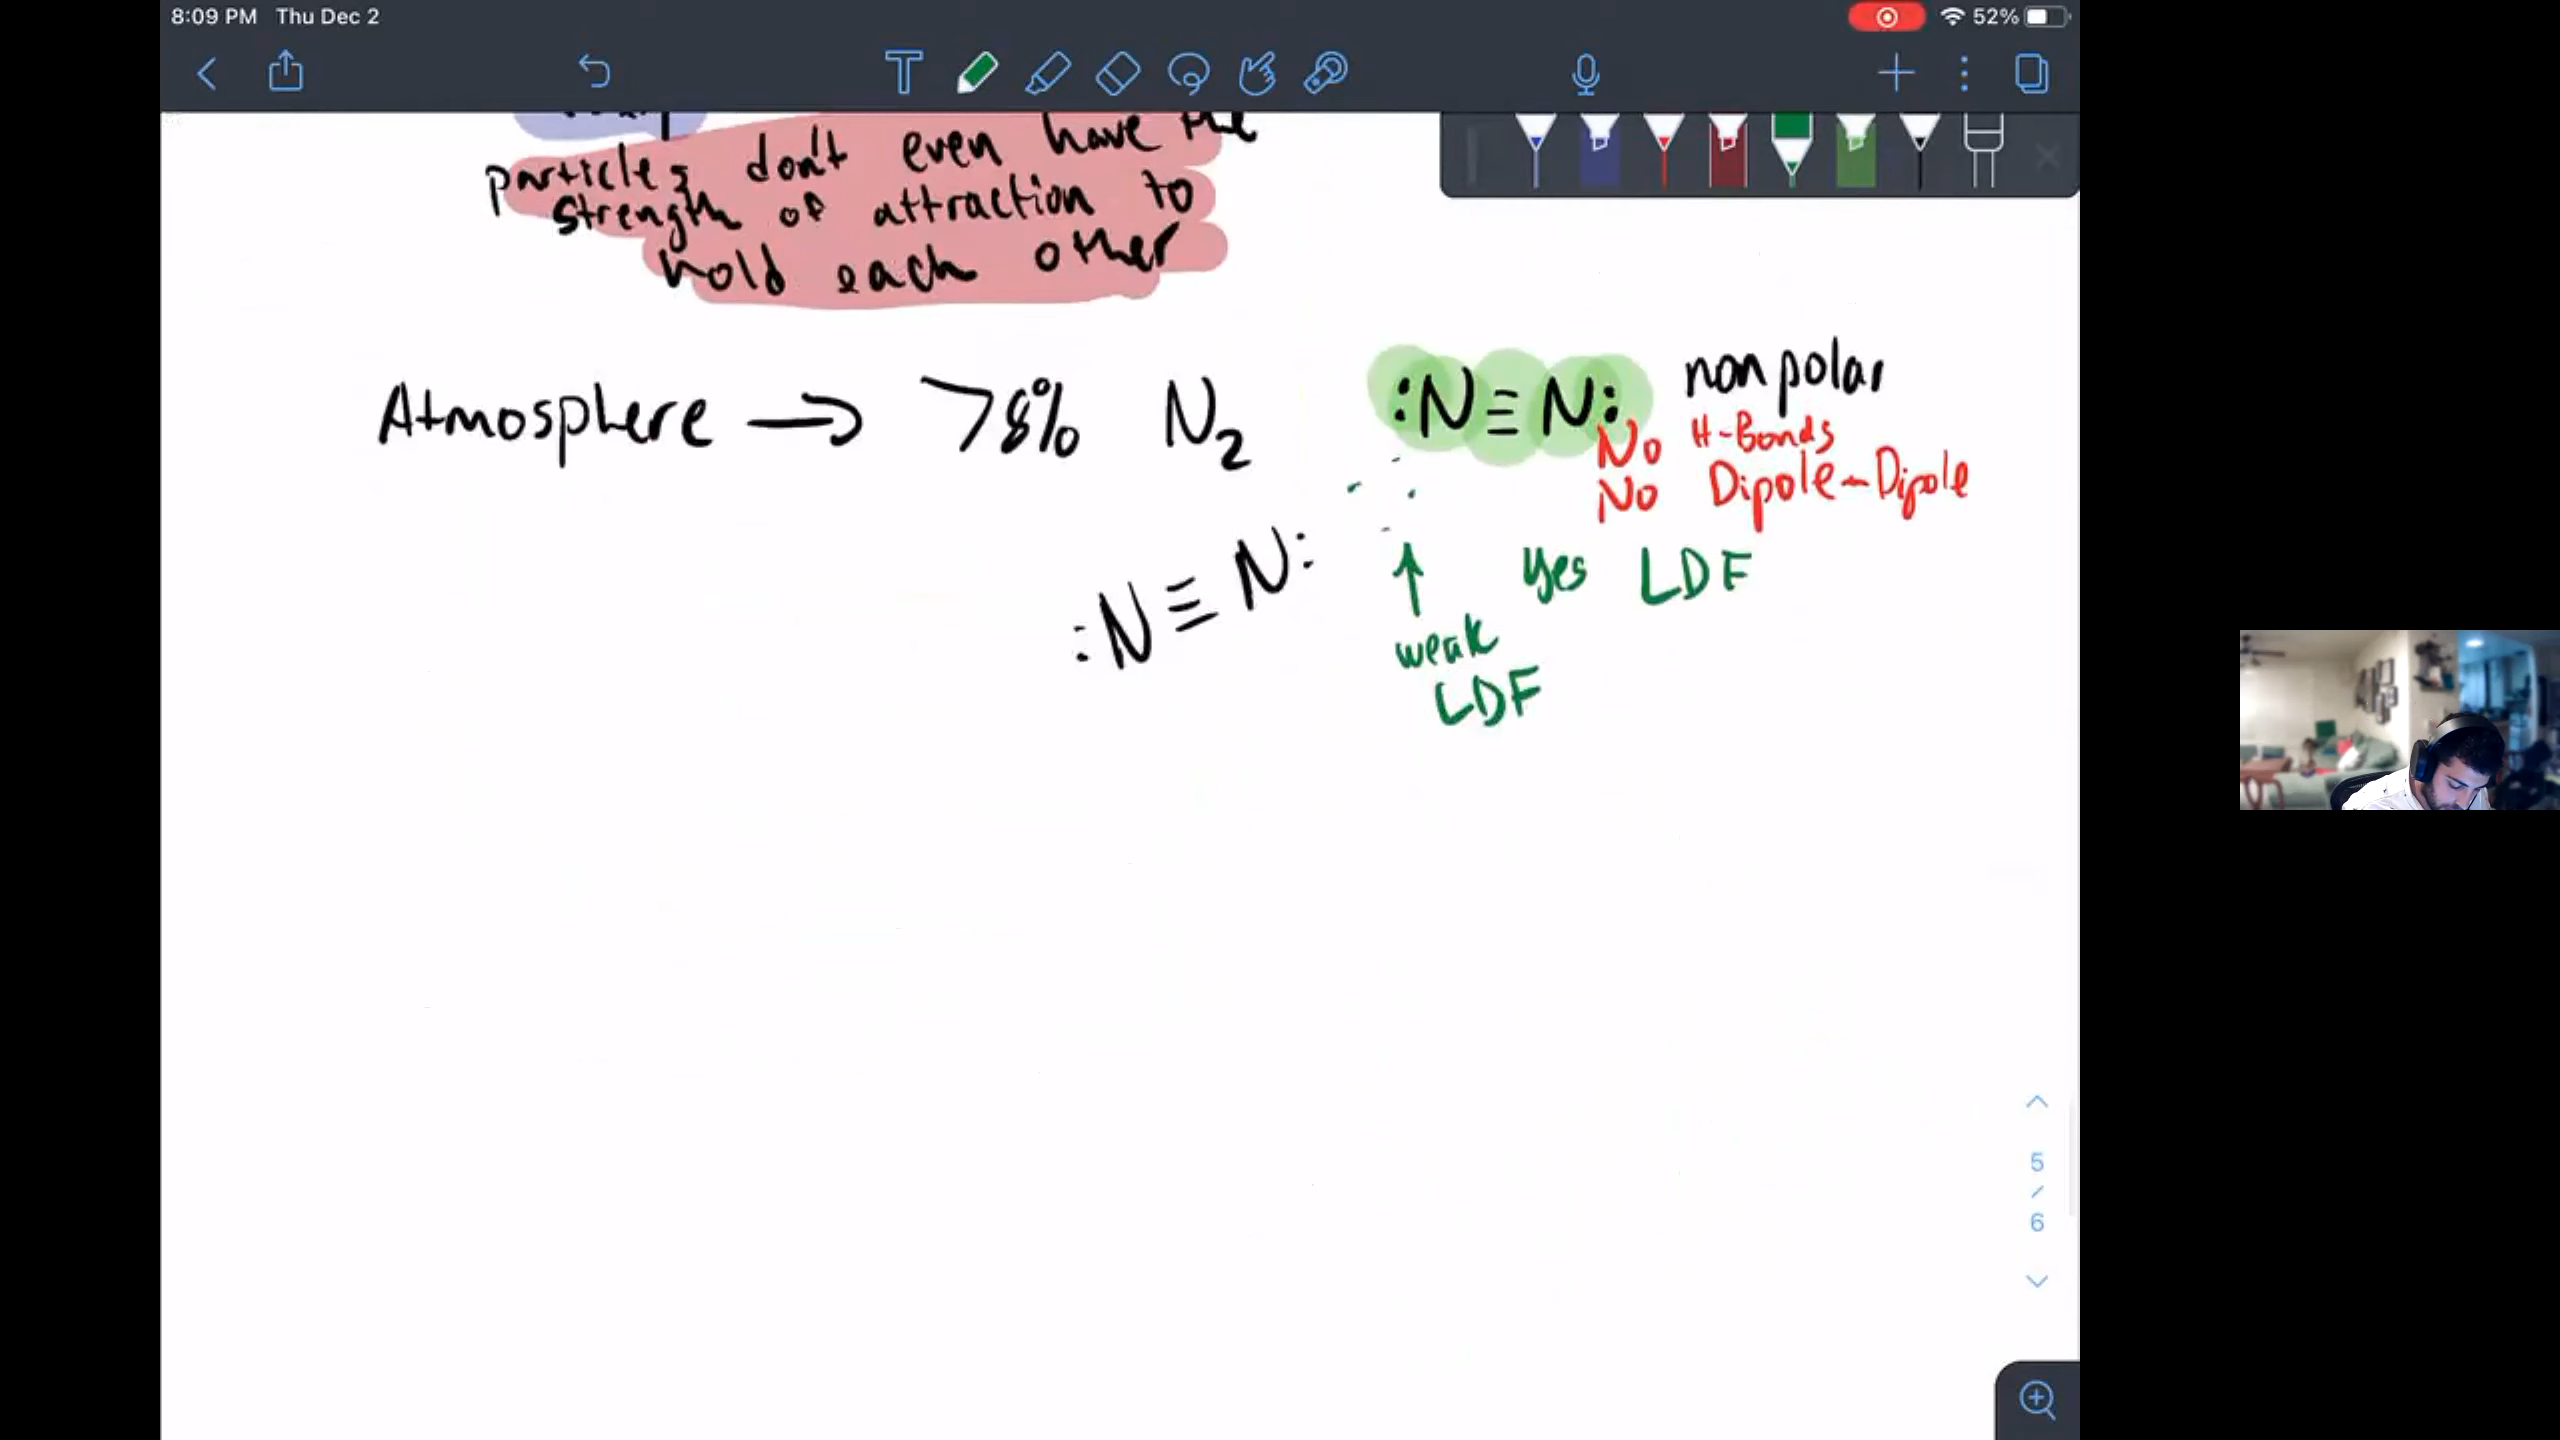 8:09 PM Thu Dec 2
52%
T
particles don't even have the
strength of attraction to
hold each other
Atmosphere → 78% N2 :N≡N: nonpolar
No H-Bonds
No Dipole-Dipole
:N≡N:
↑ yes LDF
weak
LDF
5
/
6